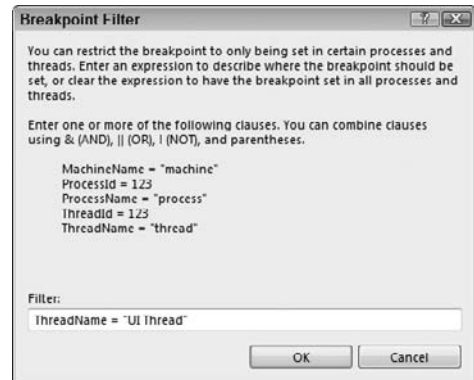 Breakpoint Filter
You can restrict the breakpoint to only being set in certain processes and
threads. Enter an expression to describe where the breakpoint should be
set, or clear the expression to have the breakpoint set in all processes and
threads.
Enter one or more of the following clauses. You can combine clauses
using & (AND), || (OR), ! (NOT), and parentheses.
MachineName = "machine"
ProcessId = 123
ProcessName = "process"
ThreadId = 123
ThreadName = "thread"
Filter:
ThreadName = "UI Thread"
OK Cancel